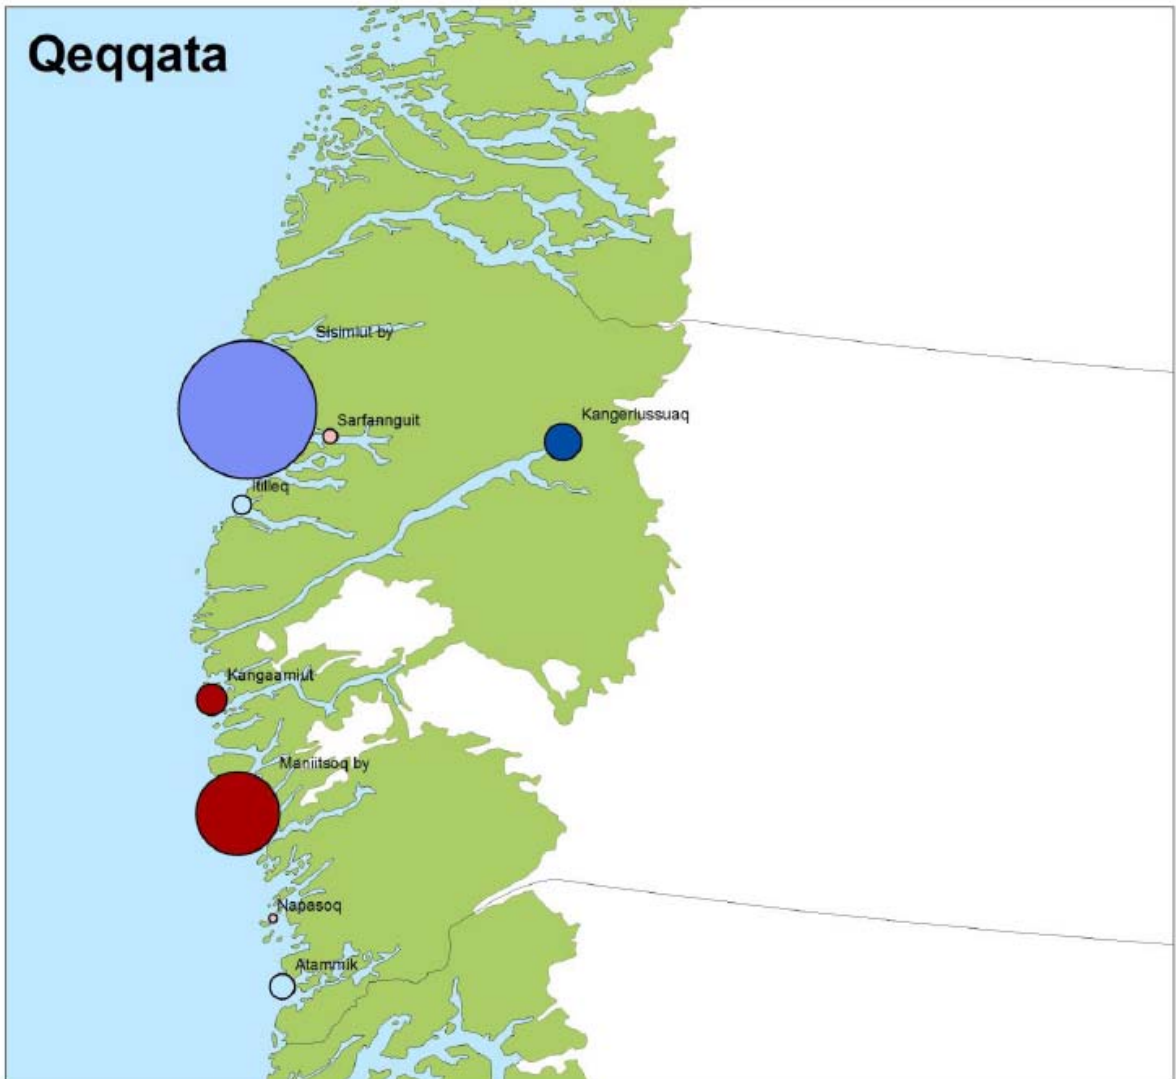 Qeqqata
Sisimiut by
Sarfannguit
Kangerlussuaq
Itilleq
Kangaamiut
Maniitsoq by
Napasoq
Atammik